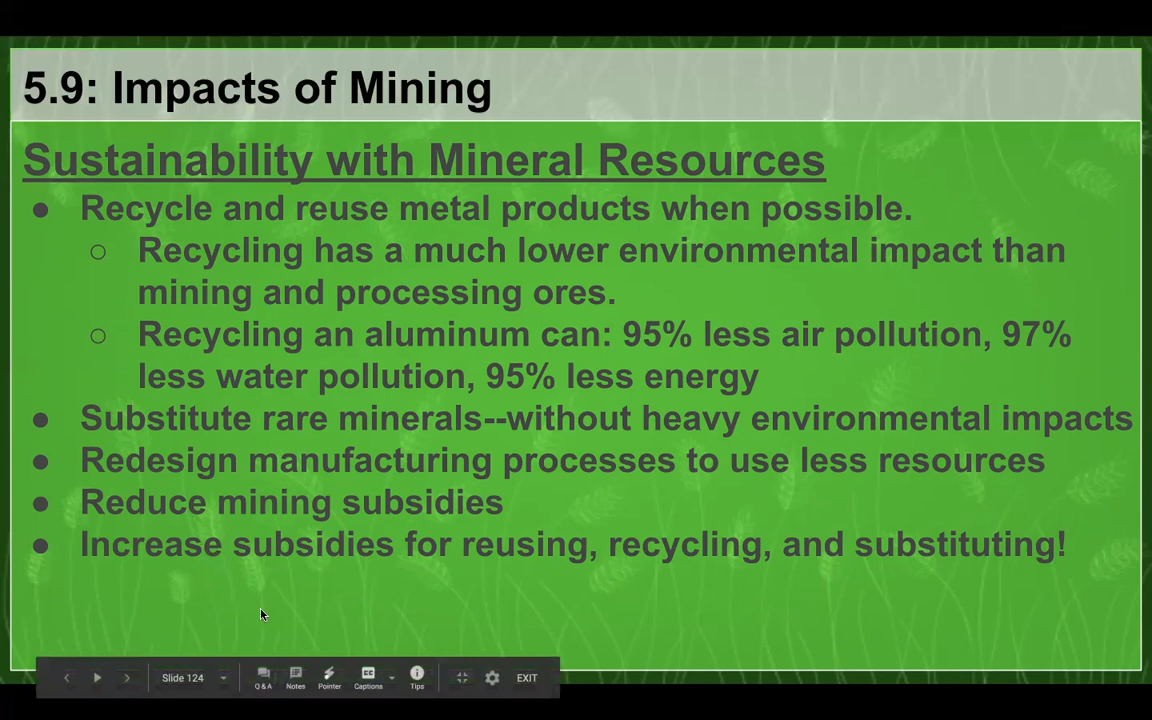 5.9: Impacts of Mining
Sustainability with Mineral Resources
● Recycle and reuse metal products when possible.
○ Recycling has a much lower environmental impact than
mining and processing ores.
○ Recycling an aluminum can: 95% less air pollution, 97%
less water pollution, 95% less energy
● Substitute rare minerals--without heavy environmental impacts
● Redesign manufacturing processes to use less resources
● Reduce mining subsidies
● Increase subsidies for reusing, recycling, and substituting!
Slide 124 Q & A Notes Pointer CC Captions Tips EXIT